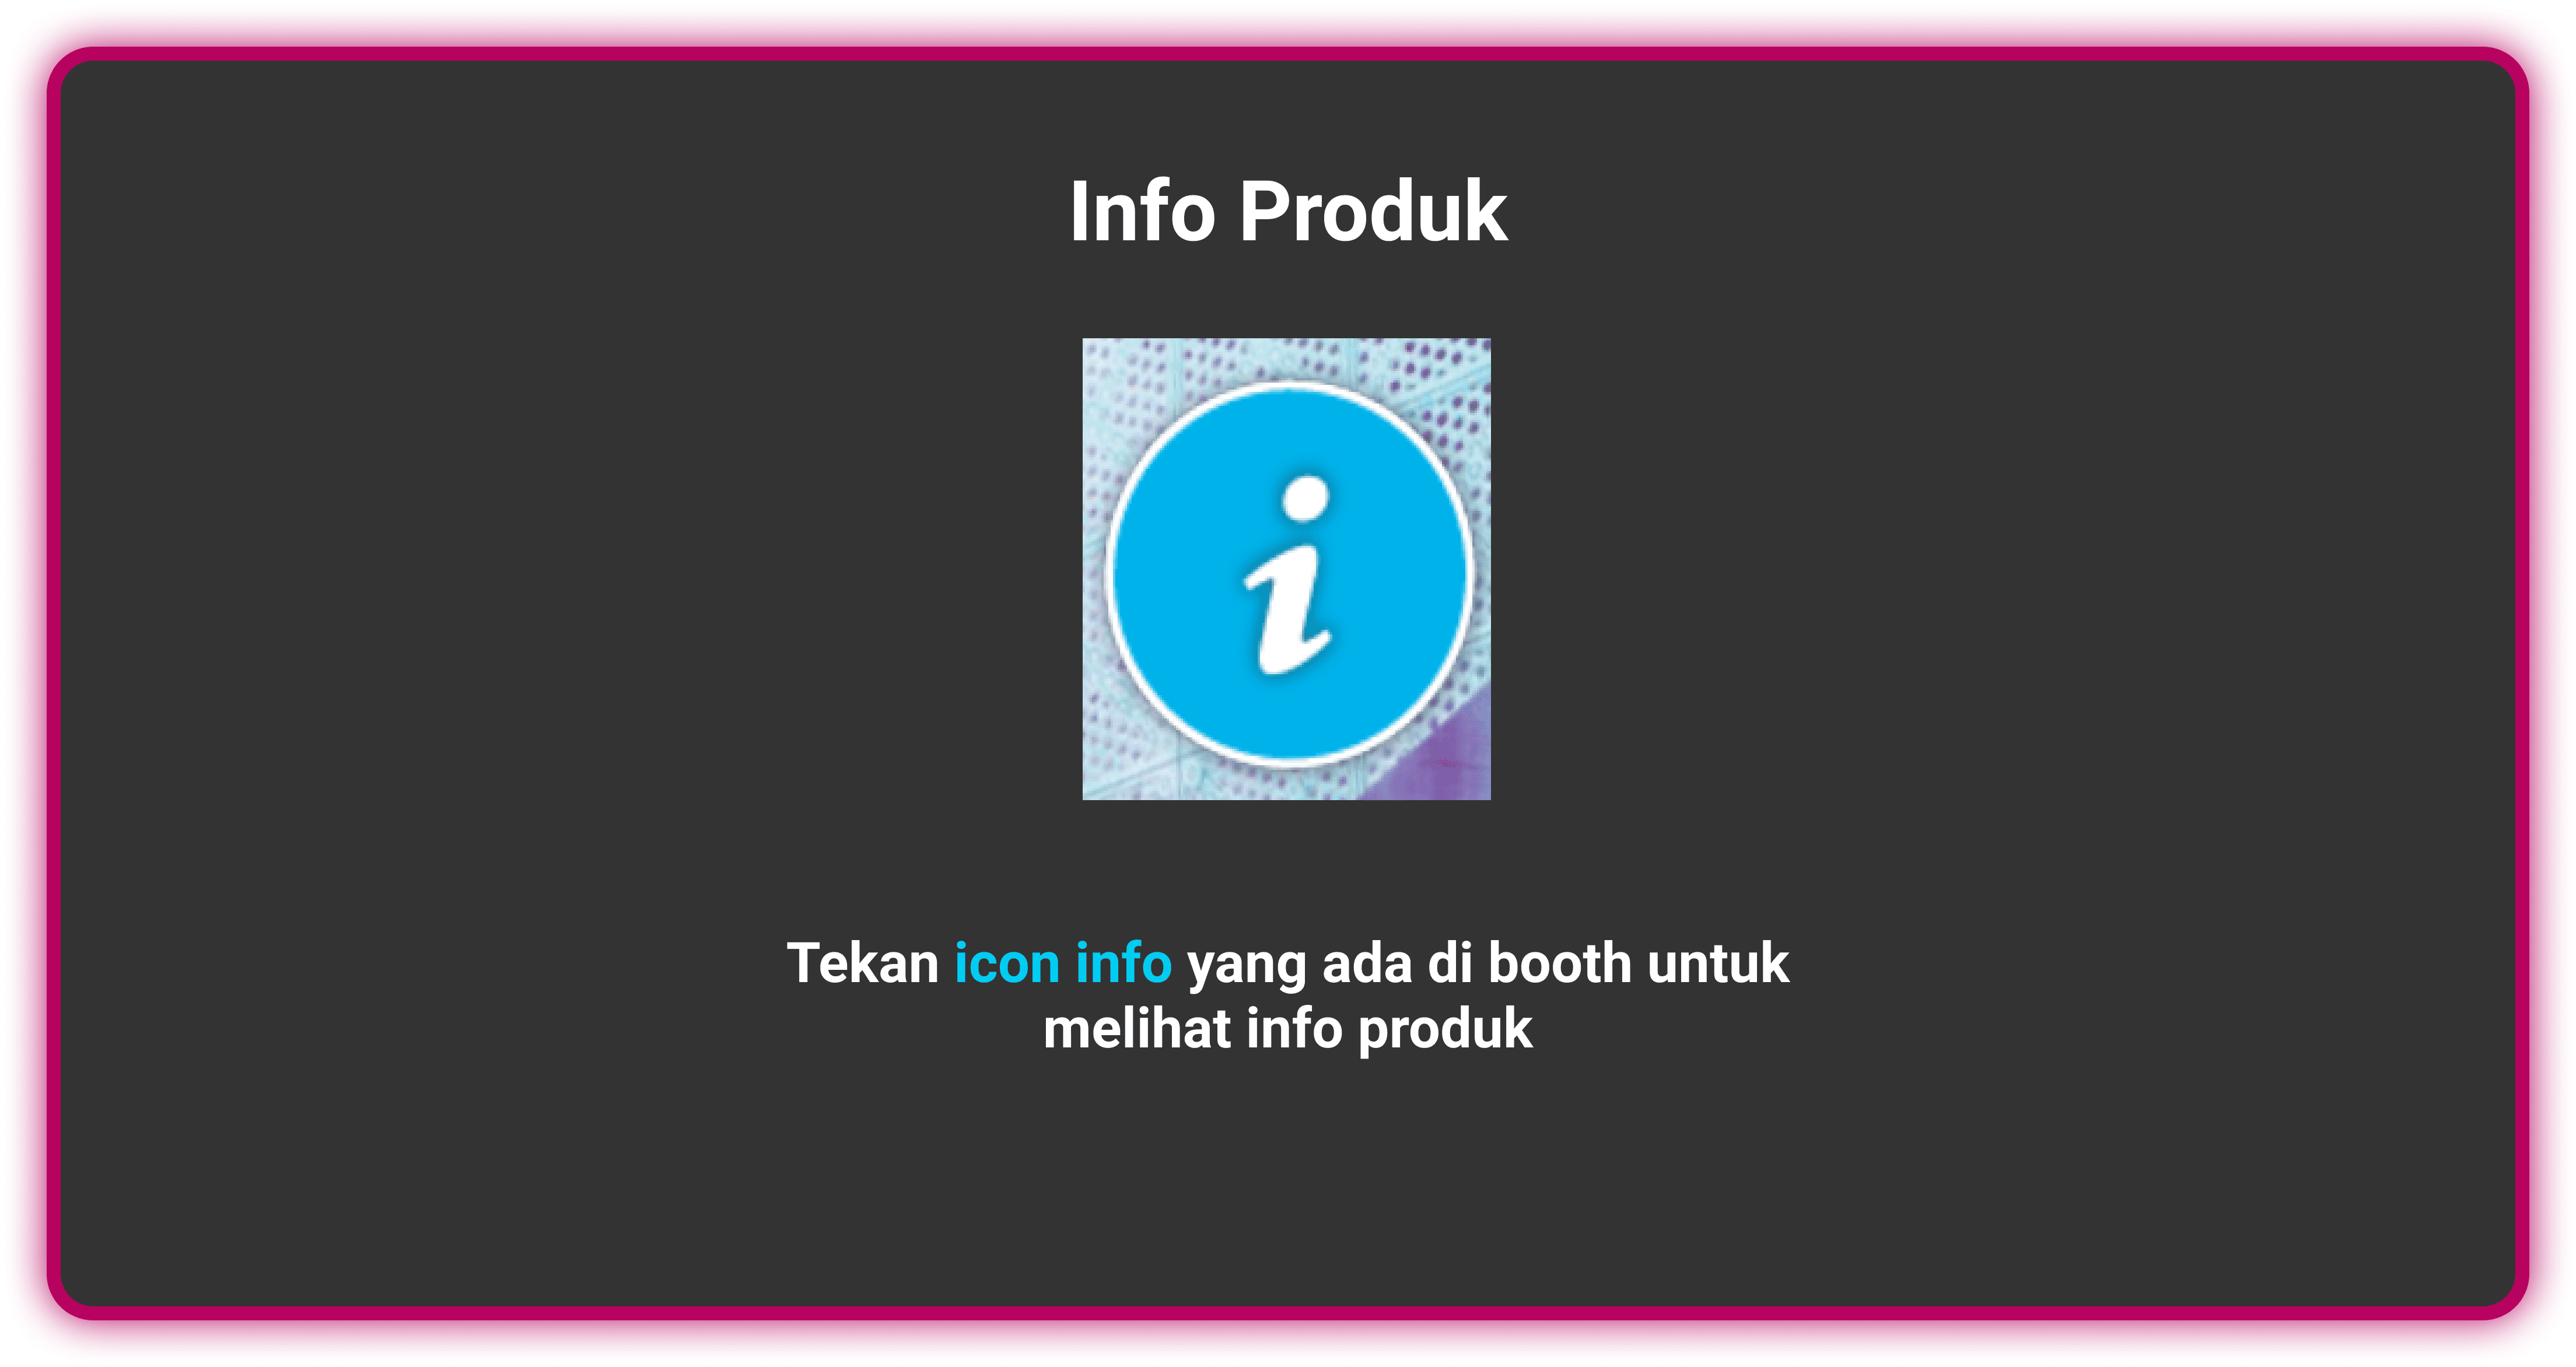 Info Produk
i
Tekan icon info yang ada di booth untuk
melihat info produk